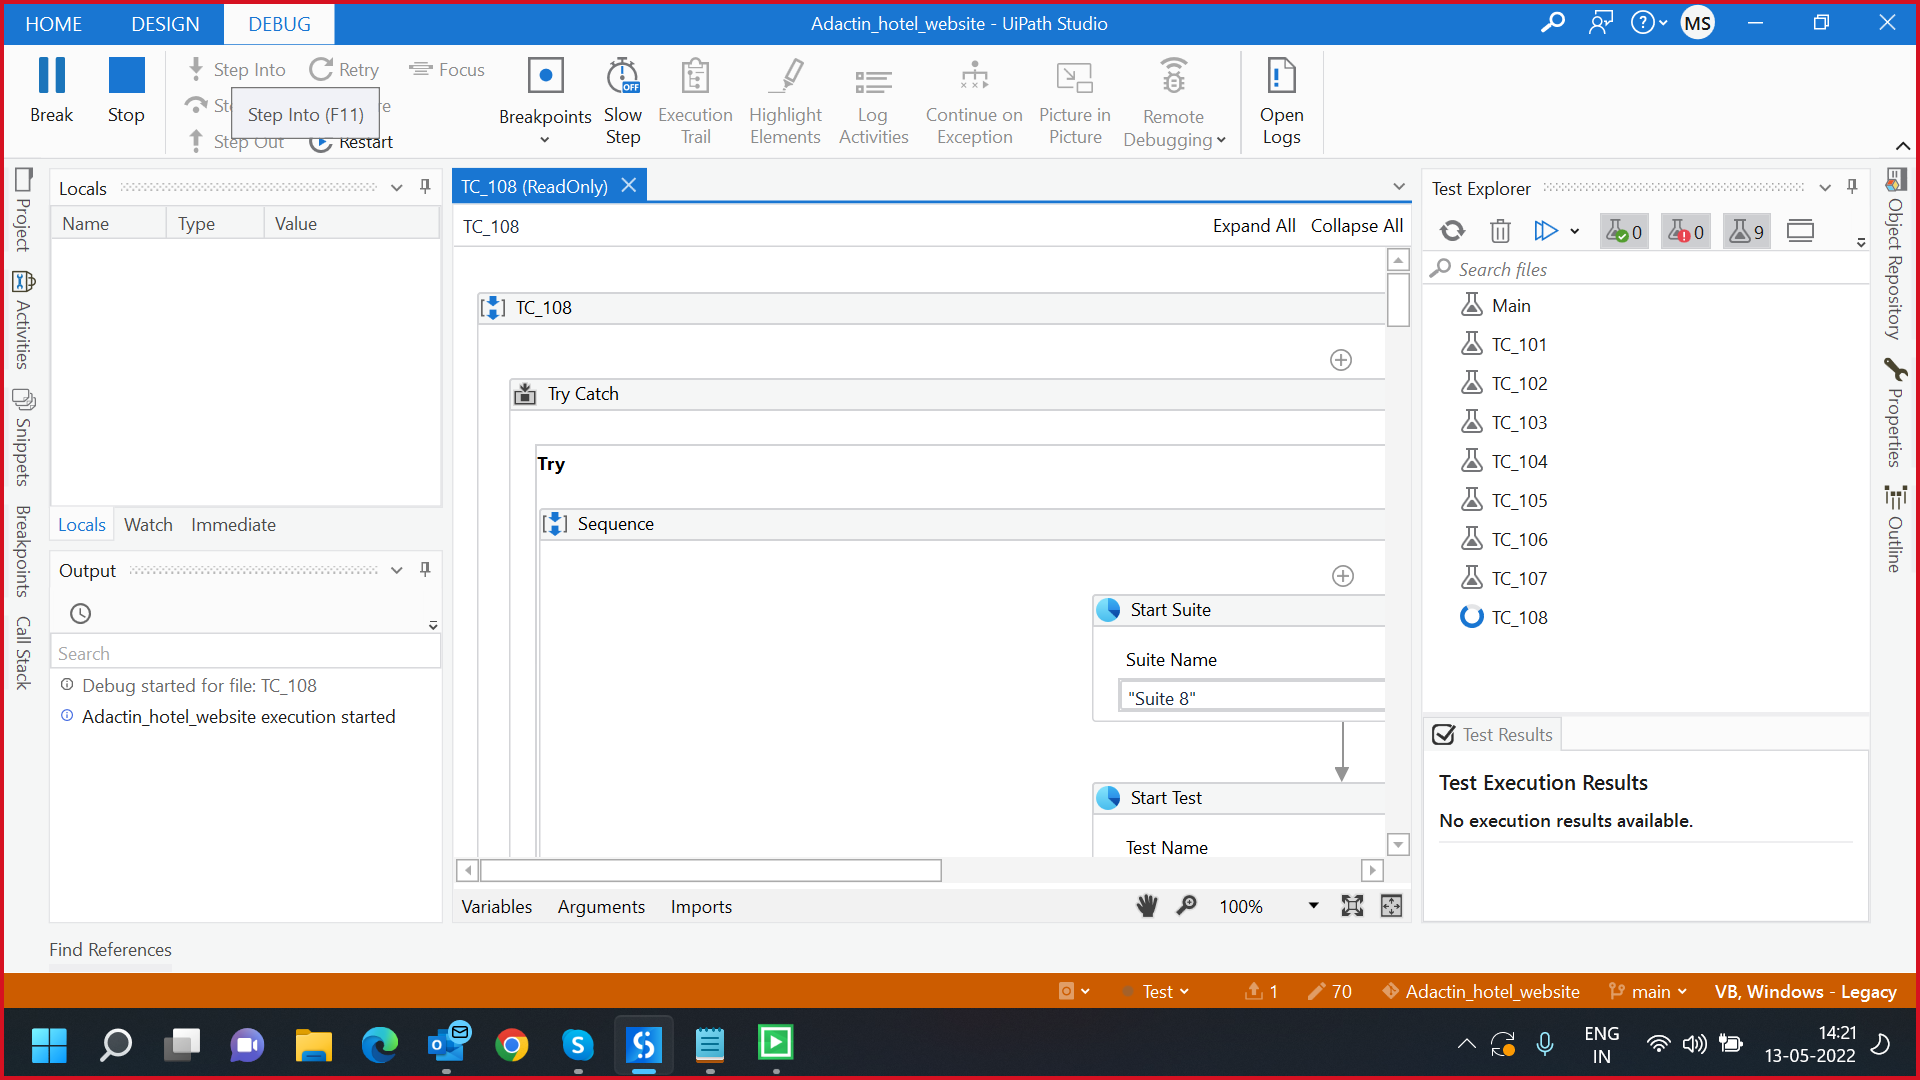 HOME
DESIGN
DEBUG
Adactin_hotel_website - UiPath Studio
MS
Break
Stop
Step Into
Retry
Focus
Step Into (F11)
Step Out
Restart
Breakpoints
Slow
Step
Execution
Trail
Highlight
Elements
Log
Activities
Continue on
Exception
Picture in
Picture
Remote
Debugging
Open
Logs
Project
Activities
Snippets
Breakpoints
Call Stack
Locals
Name
Type
Value
Locals
Watch
Immediate
Output
Search
Debug started for file: TC_108
Adactin_hotel_website execution started
Find References
TC_108 (ReadOnly)
TC_108
Expand All
Collapse All
TC_108
Try Catch
Try
Sequence
Start Suite
Suite Name
"Suite 8"
Start Test
Test Name
Variables
Arguments
Imports
100%
Test Explorer
0
0
9
Search files
Main
TC_101
TC_102
TC_103
TC_104
TC_105
TC_106
TC_107
TC_108
Test Results
Test Execution Results
No execution results available.
Object Repository
Properties
Outline
Test
1
70
Adactin_hotel_website
main
VB, Windows - Legacy
ENG
IN
14:21
13-05-2022